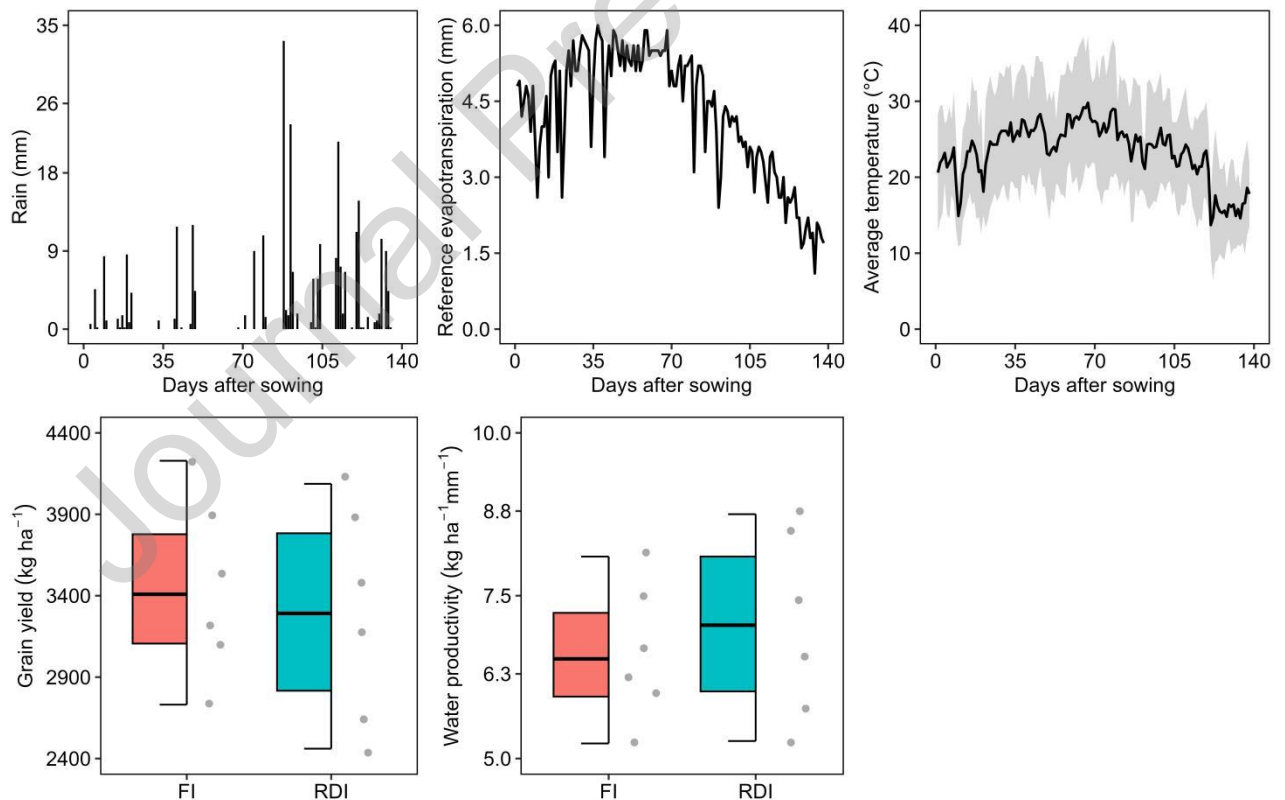 35
26
18
9
0
Rain (mm)
0 35 70 105 140
Days after sowing
6.0
4.5
3.0
1.5
0.0
Reference evapotranspiration (mm)
0 35 70 105 140
Days after sowing
40
30
20
10
0
Average temperature (°C)
0 35 70 105 140
Days after sowing
4400
3900
3400
2900
2400
Grain yield (kg ha⁻¹)
FI RDI
10.0
8.8
7.5
6.3
5.0
Water productivity (kg ha⁻¹mm⁻¹)
FI RDI
Journal Pre